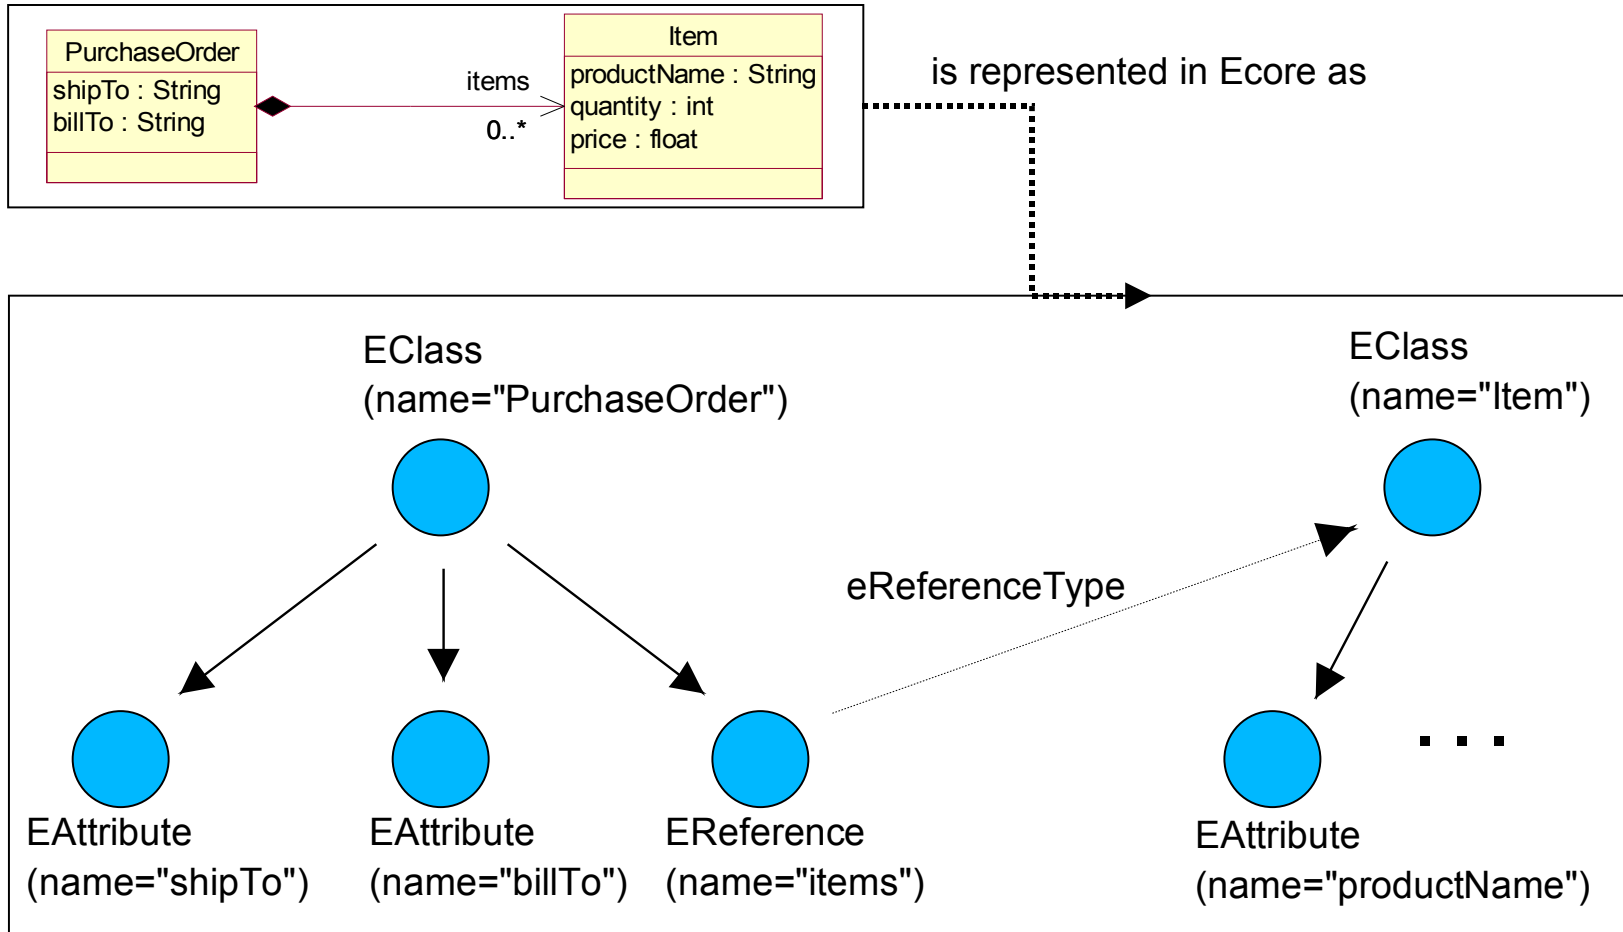 PurchaseOrder
shipTo : String
billTo : String
items
0..*
Item
productName : String
quantity : int
price : float
is represented in Ecore as
EClass
(name="PurchaseOrder")
EClass
(name="Item")
eReferenceType
EAttribute
(name="shipTo")
EAttribute
(name="billTo")
EReference
(name="items")
. . .
EAttribute
(name="productName")